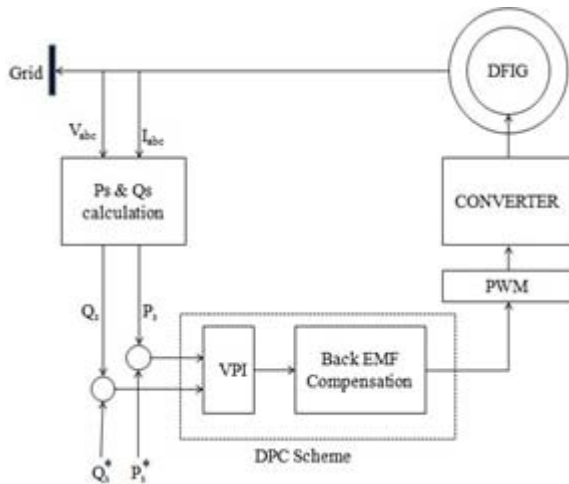 Grid
DFIG
Vabc
Iabc
Ps & Qs
calculation
CONVERTER
PWM
Qs
Ps
VPI
Back EMF
Compensation
DPC Scheme
Qs*
Ps*